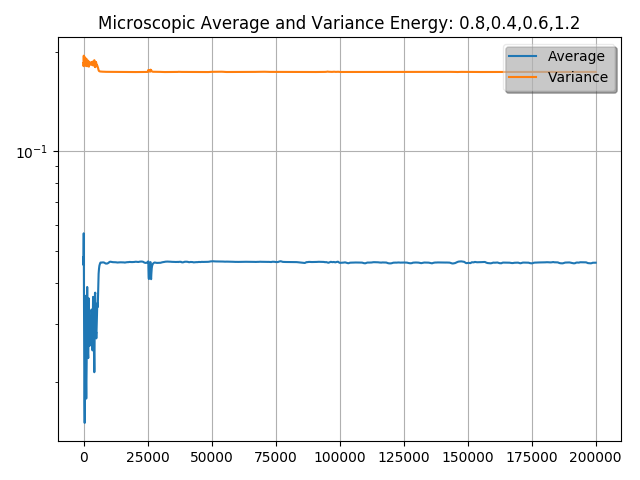 Microscopic Average and Variance Energy: 0.8,0.4,0.6,1.2
Average
Variance
10⁻¹
0 25000 50000 75000 100000 125000 150000 175000 200000